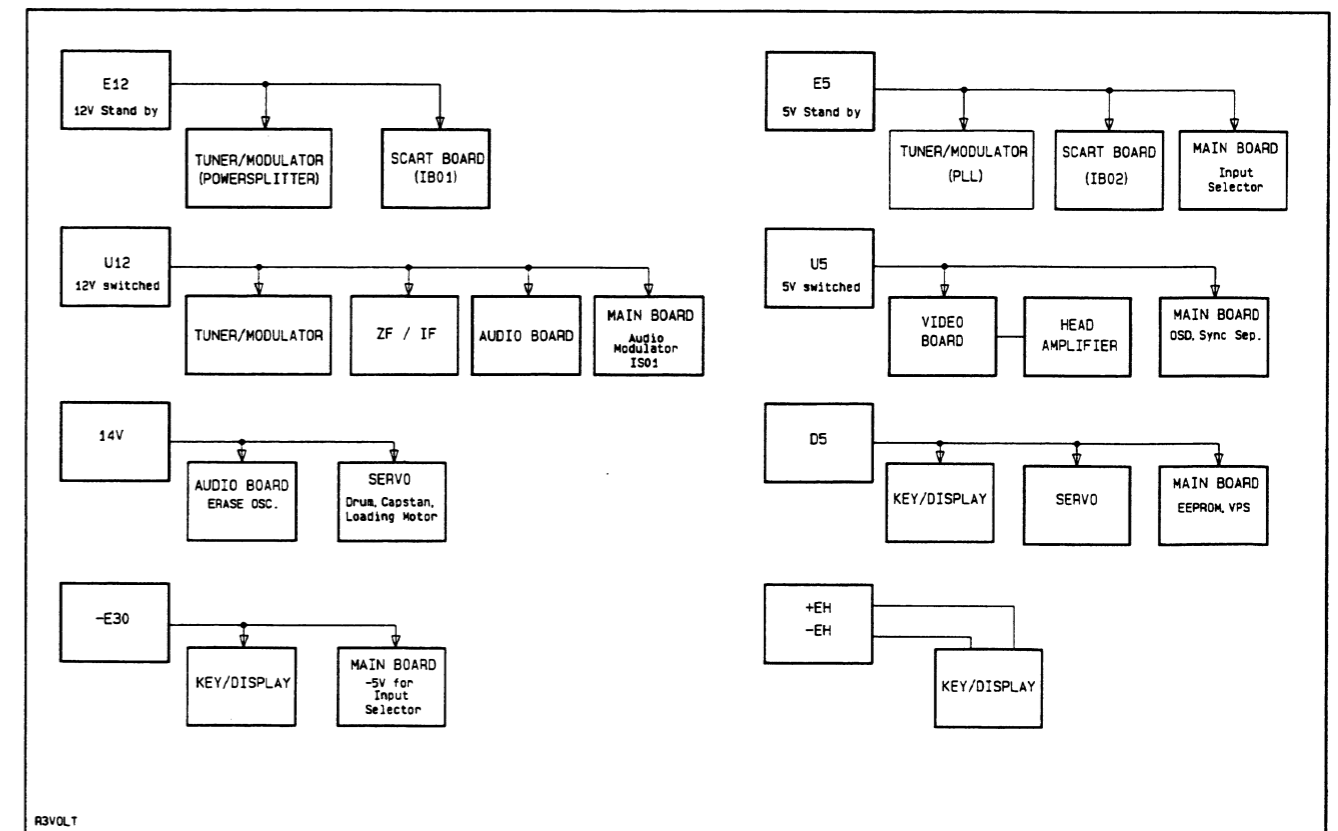 E12
12V Stand by
TUNER/MODULATOR
(POWERSPLITTER)
SCART BOARD
(IB01)
E5
5V Stand by
TUNER/MODULATOR
(PLL)
SCART BOARD
(IB02)
MAIN BOARD
Input
Selector
U12
12V switched
TUNER/MODULATOR
ZF / IF
AUDIO BOARD
MAIN BOARD
Audio
Modulator
IS01
U5
5V switched
VIDEO
BOARD
HEAD
AMPLIFIER
MAIN BOARD
OSD, Sync Sep.
14V
AUDIO BOARD
ERASE OSC.
SERVO
Drum, Capstan,
Loading Motor
D5
KEY/DISPLAY
SERVO
MAIN BOARD
EEPROM, VPS
-E30
KEY/DISPLAY
MAIN BOARD
-5V for
Input
Selector
+EH
-EH
KEY/DISPLAY
R3VOLT